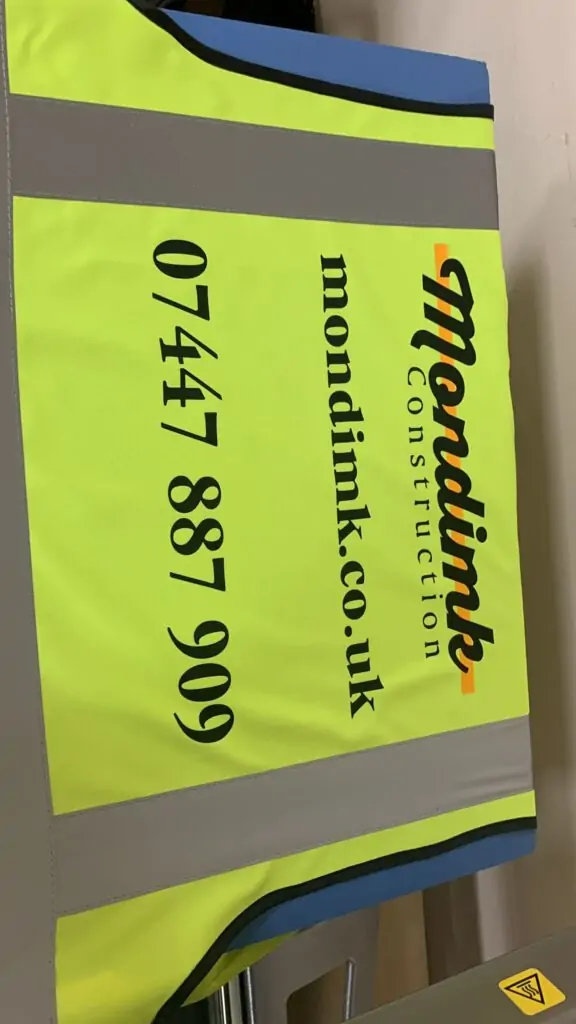 Mondimk
Construction
mondimk.co.uk
07447 887 909